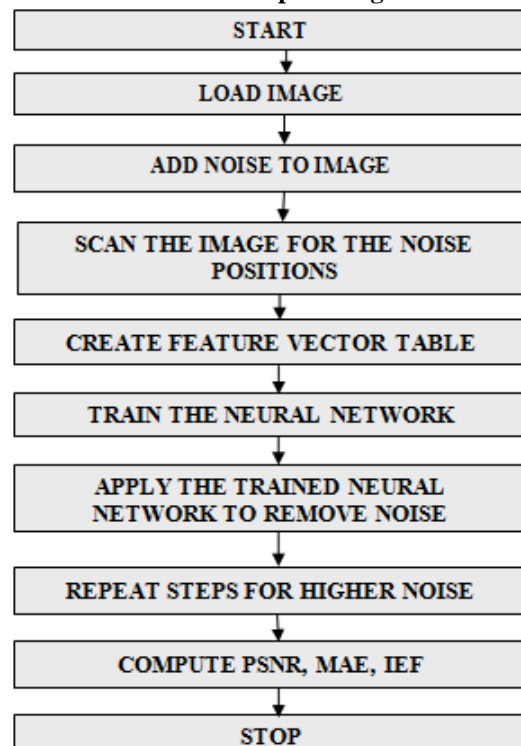 START
LOAD IMAGE
ADD NOISE TO IMAGE
SCAN THE IMAGE FOR THE NOISE
POSITIONS
CREATE FEATURE VECTOR TABLE
TRAIN THE NEURAL NETWORK
APPLY THE TRAINED NEURAL
NETWORK TO REMOVE NOISE
REPEAT STEPS FOR HIGHER NOISE
COMPUTE PSNR, MAE, IEF
STOP